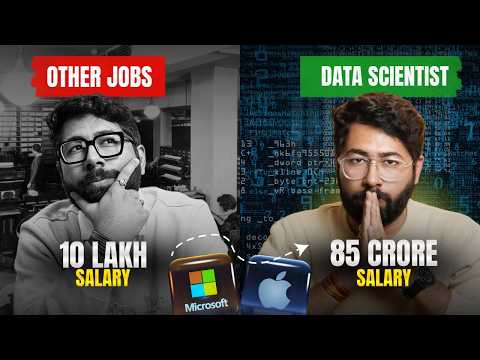 OTHER JOBS
10 LAKH
SALARY
Microsoft
DATA SCIENTIST
85 CRORE
SALARY